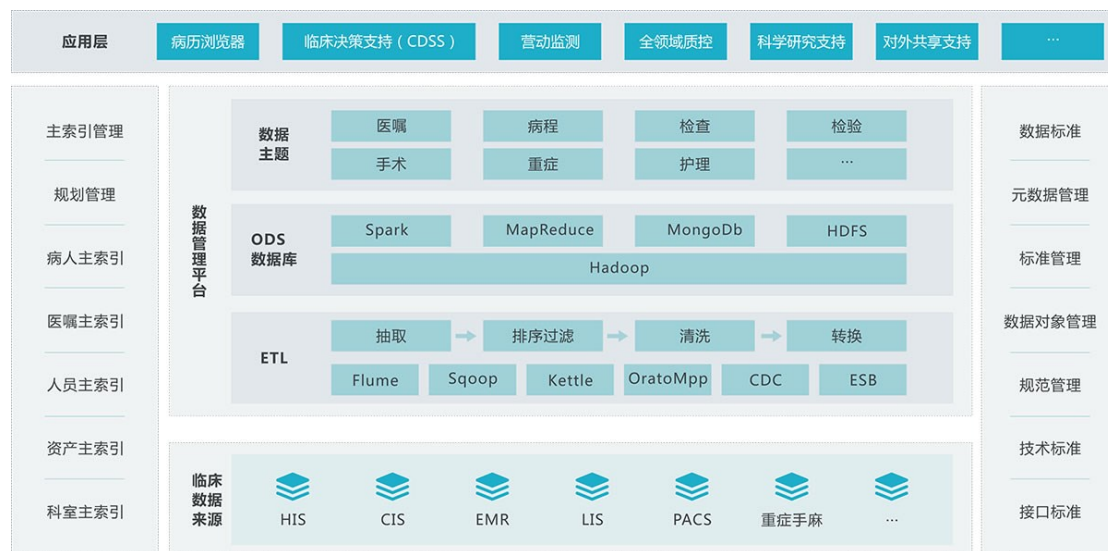 应用层
病历浏览器
临床决策支持（CDSS）
营动监测
全领域质控
科学研究支持
对外共享支持
...
主索引管理
规划管理
病人主索引
医嘱主索引
人员主索引
资产主索引
科室主索引
数据管理平台
数据
主题
医嘱
病程
检查
检验
手术
重症
护理
...
ODS
数据库
Spark
MapReduce
MongoDb
HDFS
Hadoop
ETL
抽取
排序过滤
清洗
转换
Flume
Sqoop
Kettle
OratoMpp
CDC
ESB
临床
数据
来源
HIS
CIS
EMR
LIS
PACS
重症手麻
...
数据标准
元数据管理
标准管理
数据对象管理
规范管理
技术标准
接口标准